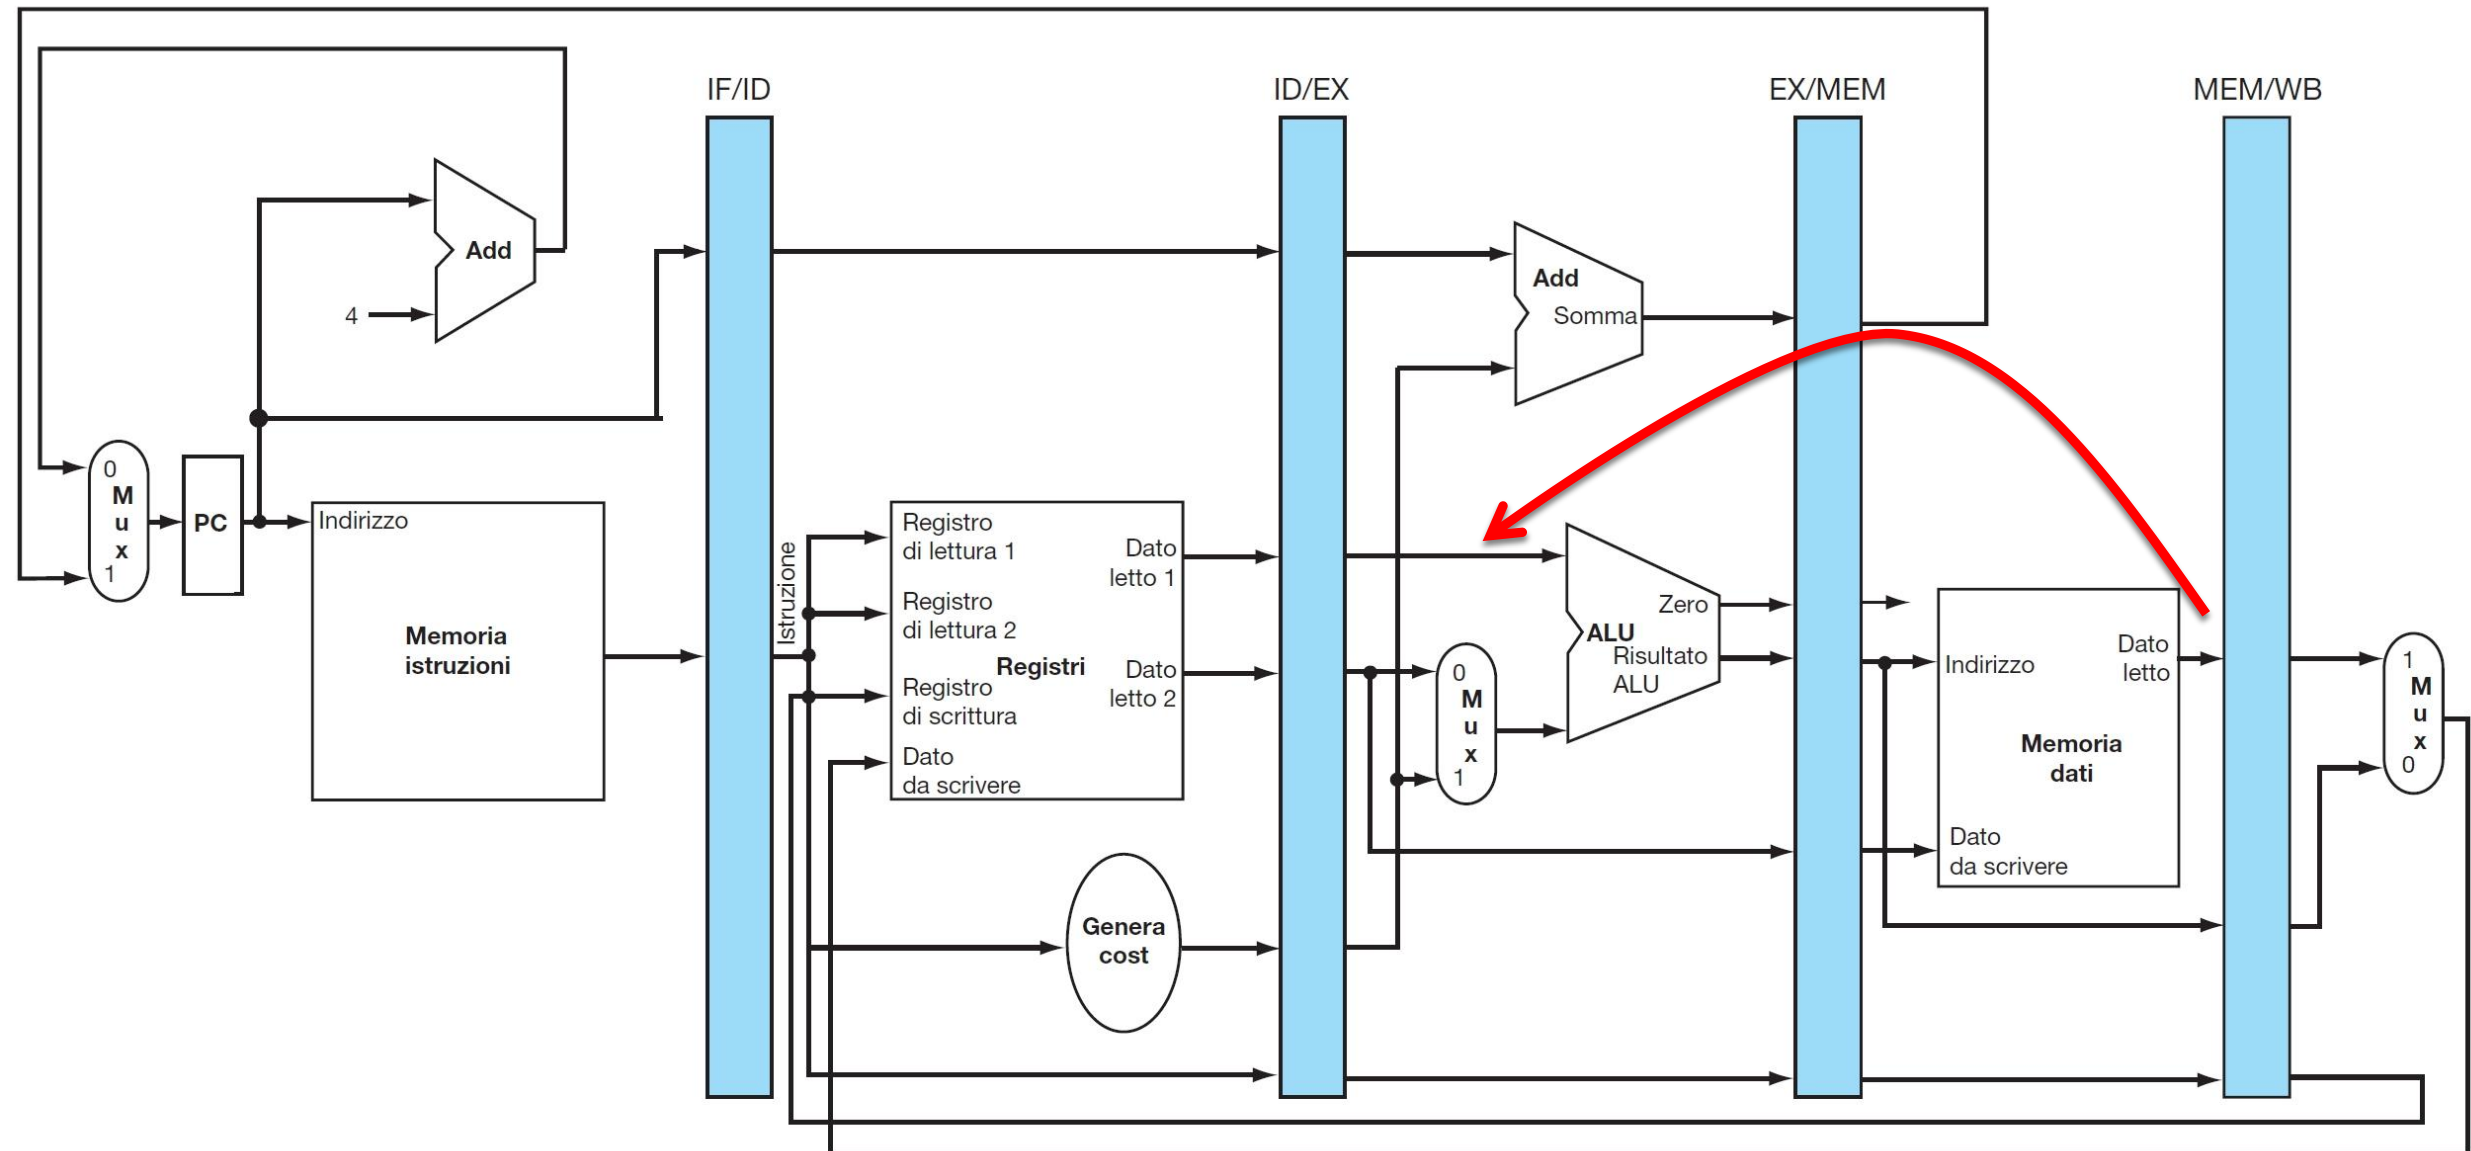 IF/ID
ID/EX
EX/MEM
MEM/WB
Add
4
Add
Somma
0
M
u
x
1
PC
Indirizzo
Memoria
istruzioni
Istruzione
Registro
di lettura 1
Registro
di lettura 2
Registri
Registro
di scrittura
Dato
da scrivere
Dato
letto 1
Dato
letto 2
Genera
cost
0
M
u
x
1
Zero
ALU
Risultato
ALU
Indirizzo
Dato
letto
Memoria
dati
Dato
da scrivere
1
M
u
x
0